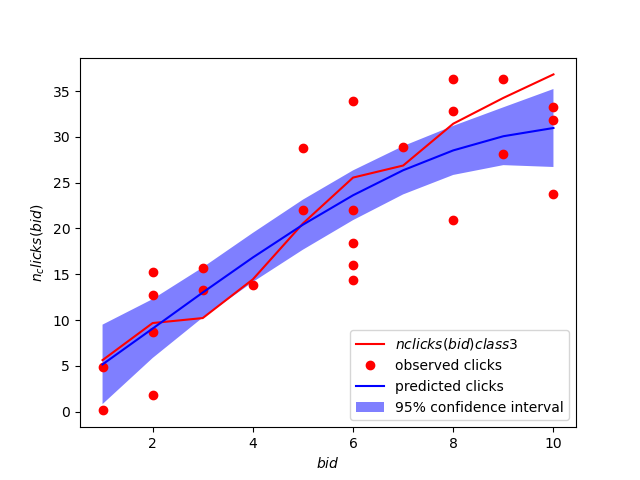 35
30
25
20
15
10
5
0
n_clicks(bid)
2
4
6
8
10
bid
nclicks(bid)class3
observed clicks
predicted clicks
95% confidence interval